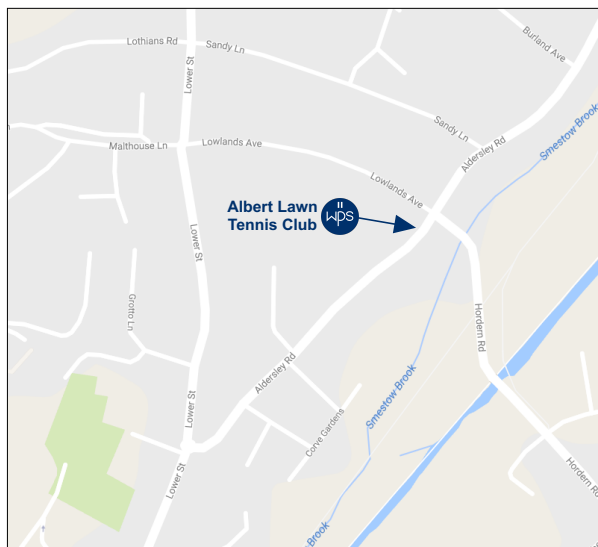 Burland Ave
Lothians Rd
Sandy Ln
Lower St
Sandy Ln
Aldersley Rd
Smestow Brook
Malthouse Ln
Lowlands Ave
Lowlands Ave
Albert Lawn
Tennis Club
wps
Lower St
Grotto Ln
Hordern Rd
Aldersley Rd
Smestow Brook
Lower St
Corve Gardens
Lower St
Hordern Rd
Brook